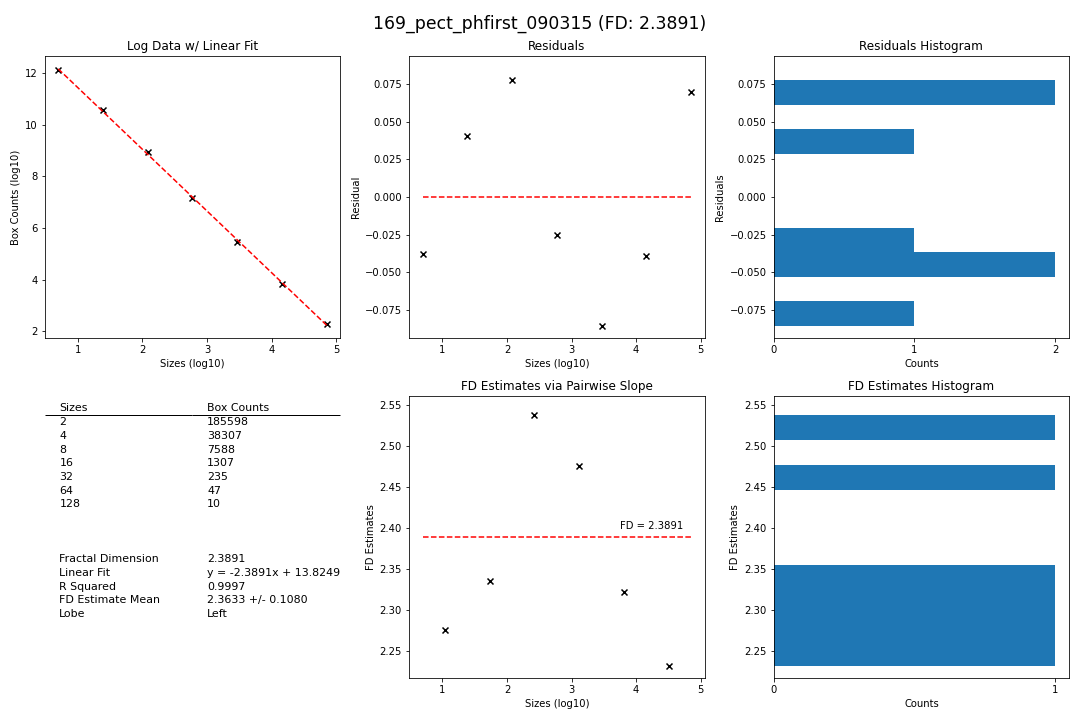 169_pect_phfirst_090315 (FD: 2.3891)
Log Data w/ Linear Fit
12
10
8
6
4
2
Box Counts (log10)
1 2 3 4 5
Sizes (log10)
Residuals
0.075
0.050
0.025
0.000
−0.025
−0.050
−0.075
Residual
1 2 3 4 5
Sizes (log10)
Residuals Histogram
0.075
0.050
0.025
0.000
−0.025
−0.050
−0.075
Residuals
0 1 2
Counts
Sizes Box Counts
2 185598
4 38307
8 7588
16 1307
32 235
64 47
128 10
Fractal Dimension 2.3891
Linear Fit y = -2.3891x + 13.8249
R Squared 0.9997
FD Estimate Mean 2.3633 +/- 0.1080
Lobe Left
FD Estimates via Pairwise Slope
2.55
2.50
2.45
2.40
2.35
2.30
2.25
FD Estimates
FD = 2.3891
1 2 3 4 5
Sizes (log10)
FD Estimates Histogram
2.55
2.50
2.45
2.40
2.35
2.30
2.25
FD Estimates
0 1
Counts